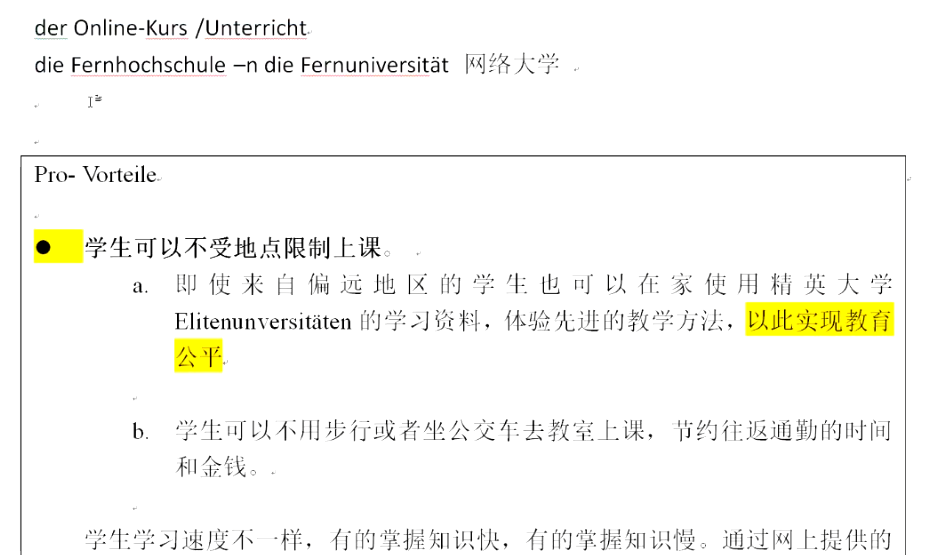 der Online-Kurs /Unterricht
die Fernhochschule –n die Fernuniversität 网络大学
Pro- Vorteile
● 学生可以不受地点限制上课。
a. 即使来自偏远地区的学生也可以在家使用精英大学
Elitenunversitäten 的学习资料，体验先进的教学方法，以此实现教育
公平
b. 学生可以不用步行或者坐公交车去教室上课，节约往返通勤的时间
和金钱。
学生学习速度不一样，有的掌握知识快，有的掌握知识慢。通过网上提供的